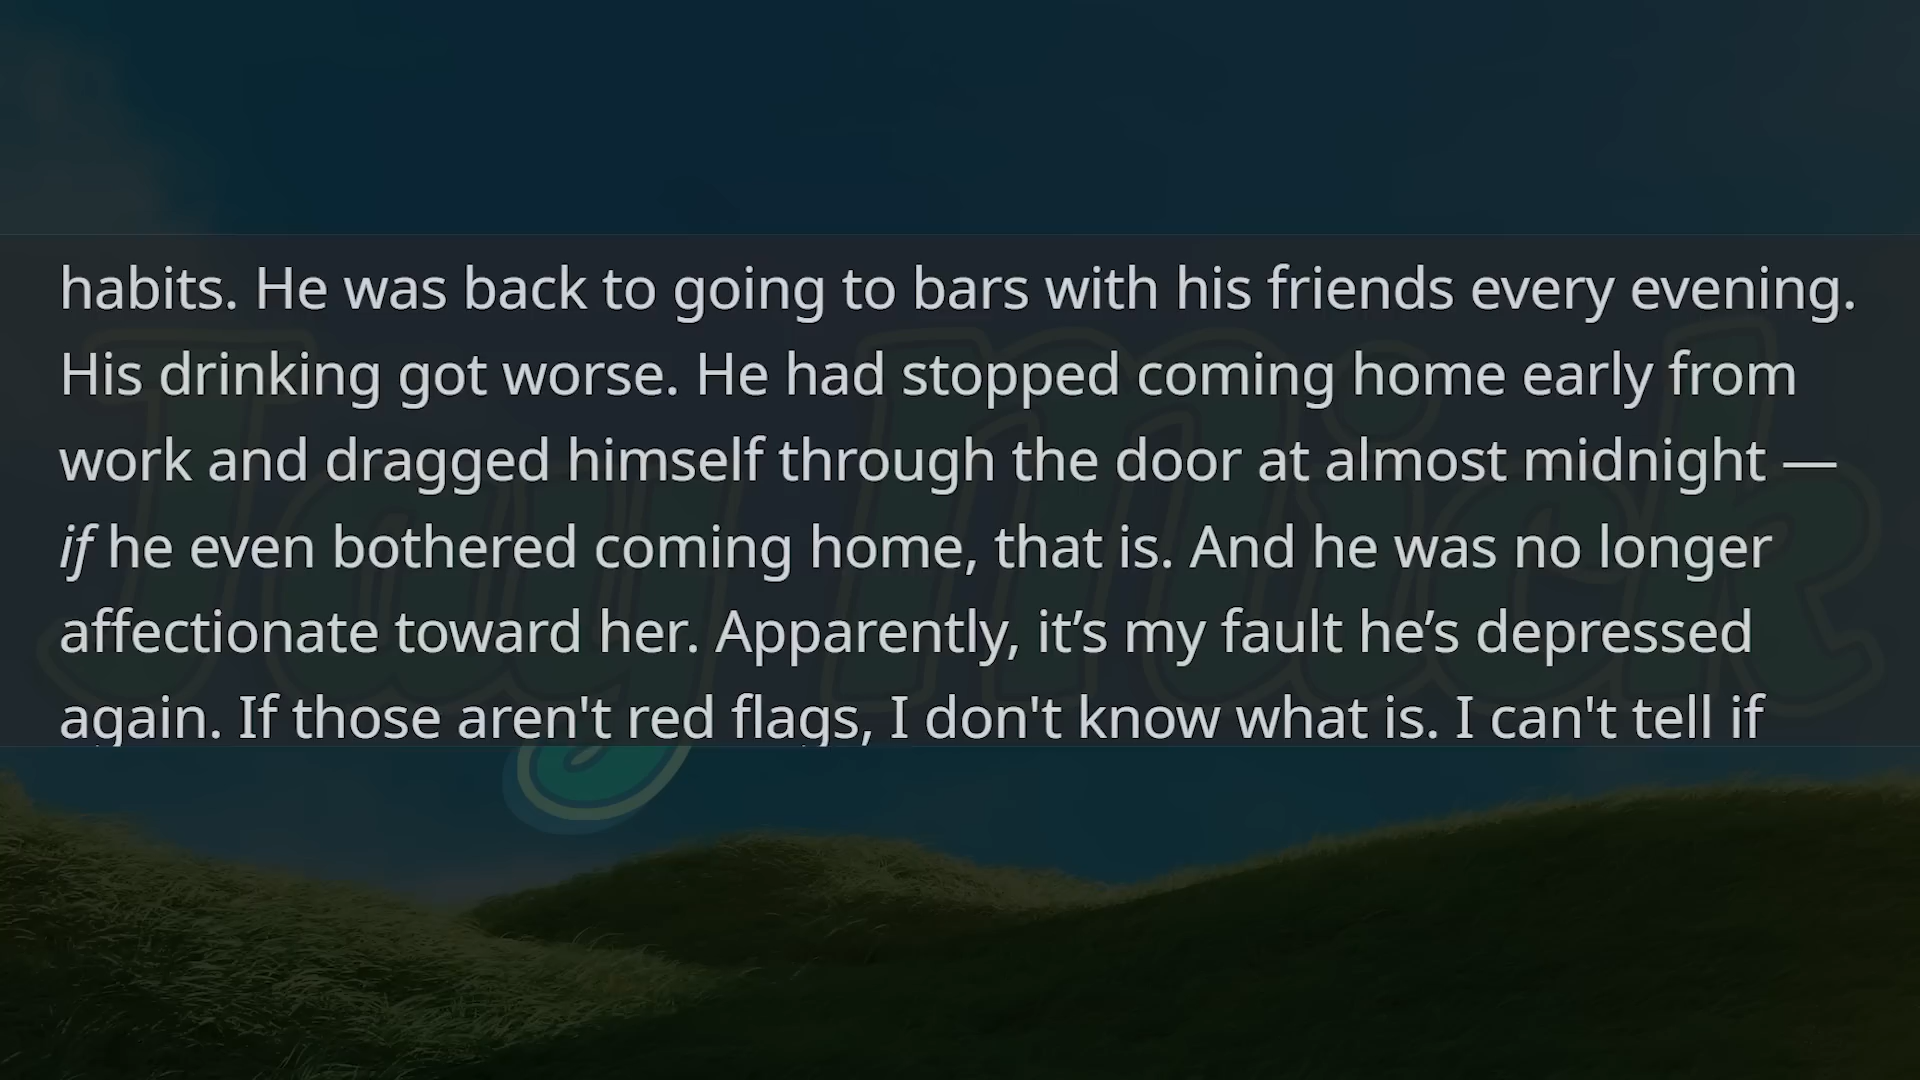 habits. He was back to going to bars with his friends every evening.
His drinking got worse. He had stopped coming home early from
work and dragged himself through the door at almost midnight —
if he even bothered coming home, that is. And he was no longer
affectionate toward her. Apparently, it’s my fault he’s depressed
again. If those aren't red flags, I don't know what is. I can't tell if
Jay Mick